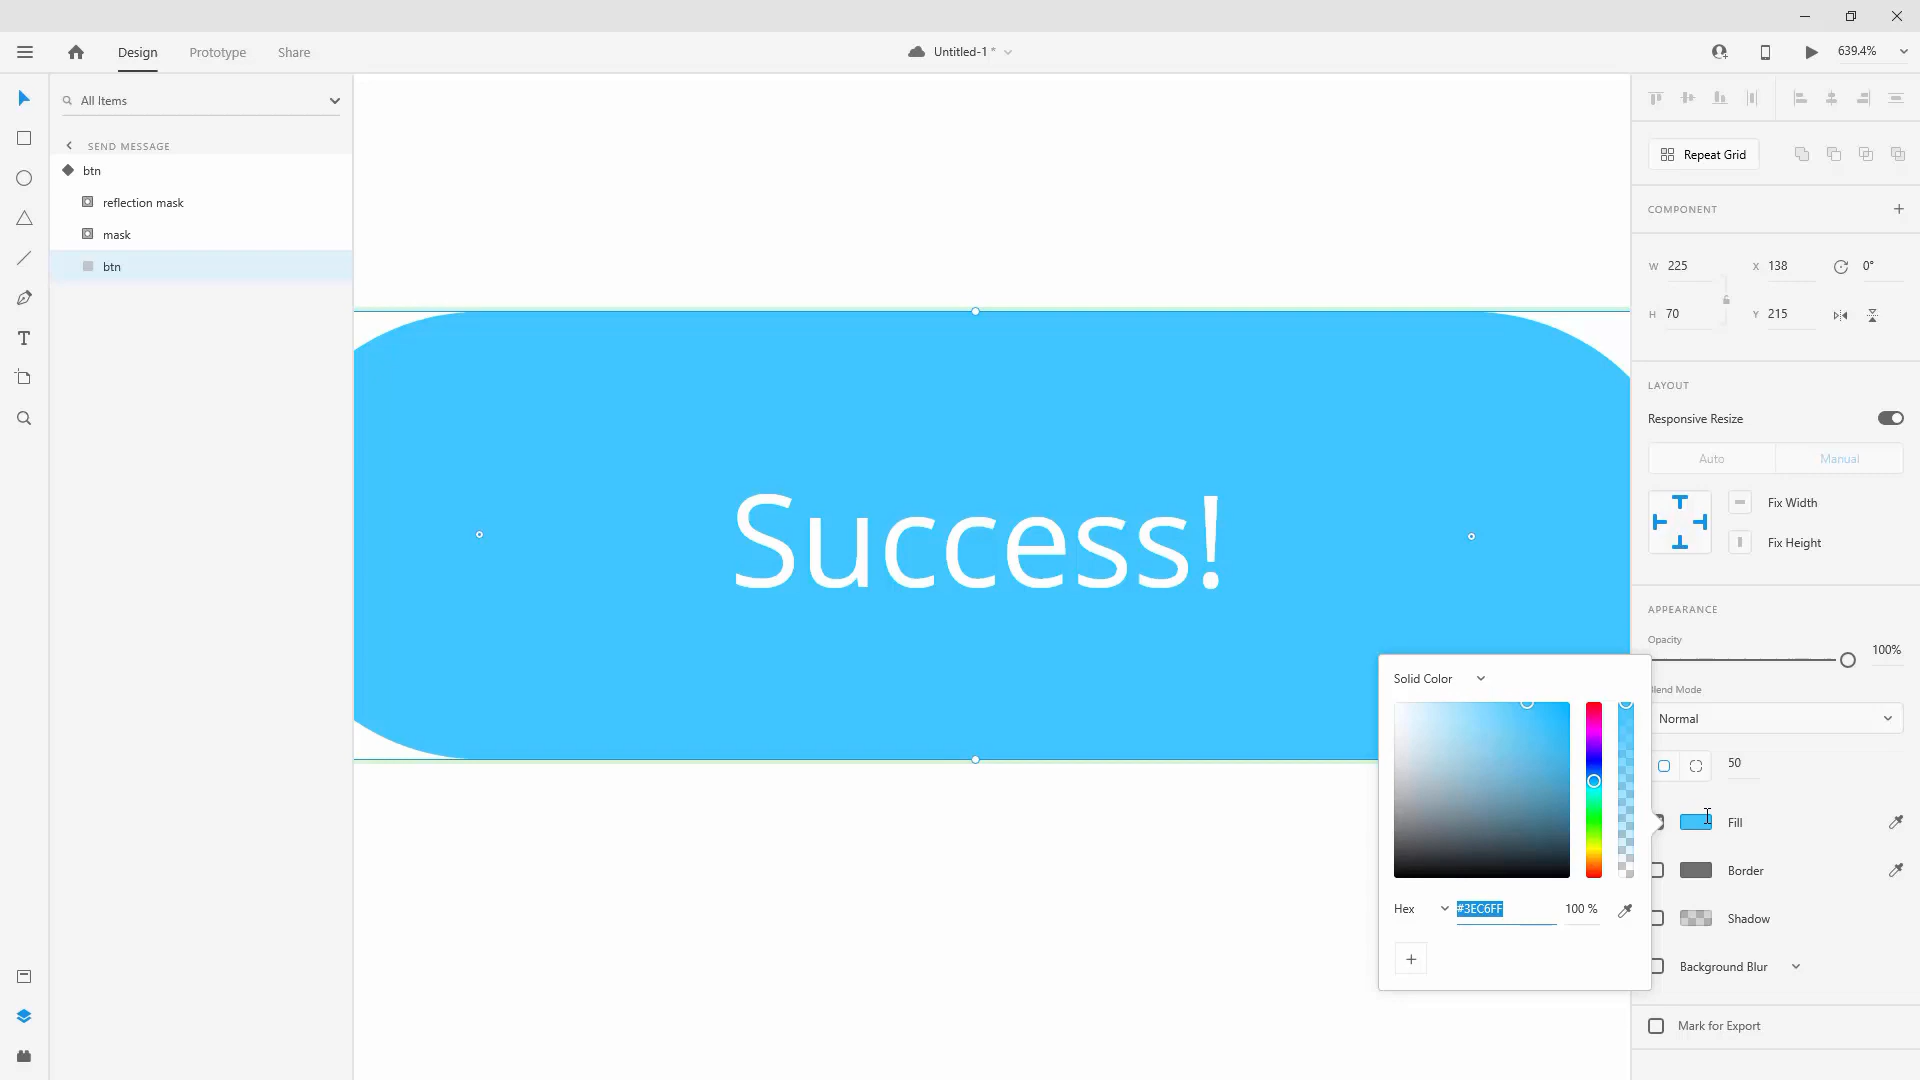 Design
Prototype
Share
Untitled-1 *
639.4%
All Items
SEND MESSAGE
btn
reflection mask
mask
btn
Success!
Repeat Grid
COMPONENT
W 225
X 138
0°
H 70
Y 215
LAYOUT
Responsive Resize
Auto
Manual
Fix Width
Fix Height
APPEARANCE
Opacity
100%
Blend Mode
Normal
50
Fill
Border
Shadow
Background Blur
Mark for Export
Solid Color
Hex
#3EC6FF
100 %